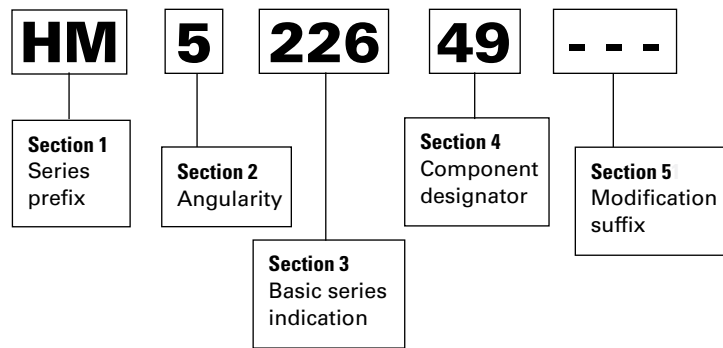 HM 5 226 49 - - -
Section 1
Series
prefix
Section 2
Angularity
Section 3
Basic series
indication
Section 4
Component
designator
Section 5
Modification
suffix